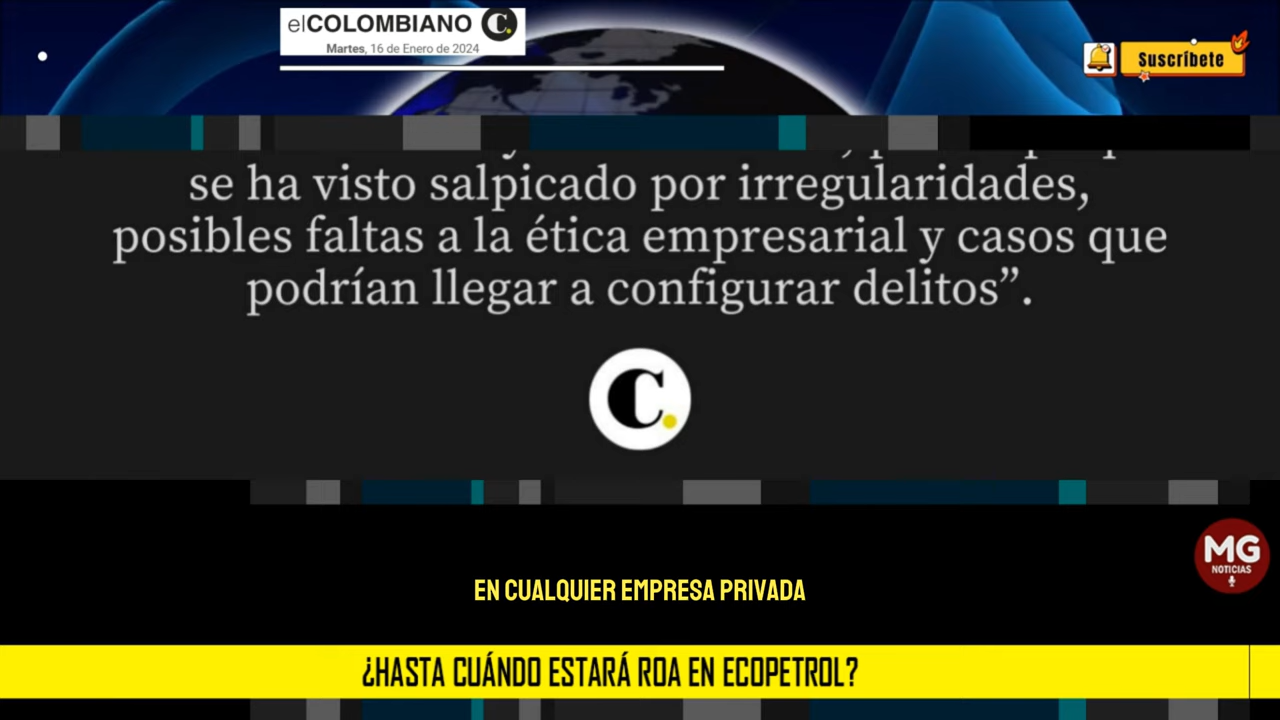 elCOLOMBIANO C.
Martes, 16 de Enero de 2024
Suscríbete
se ha visto salpicado por irregularidades,
posibles faltas a la ética empresarial y casos que
podrían llegar a configurar delitos”.
C.
MG
NOTICIAS
EN CUALQUIER EMPRESA PRIVADA
¿HASTA CUÁNDO ESTARÁ ROA EN ECOPETROL?